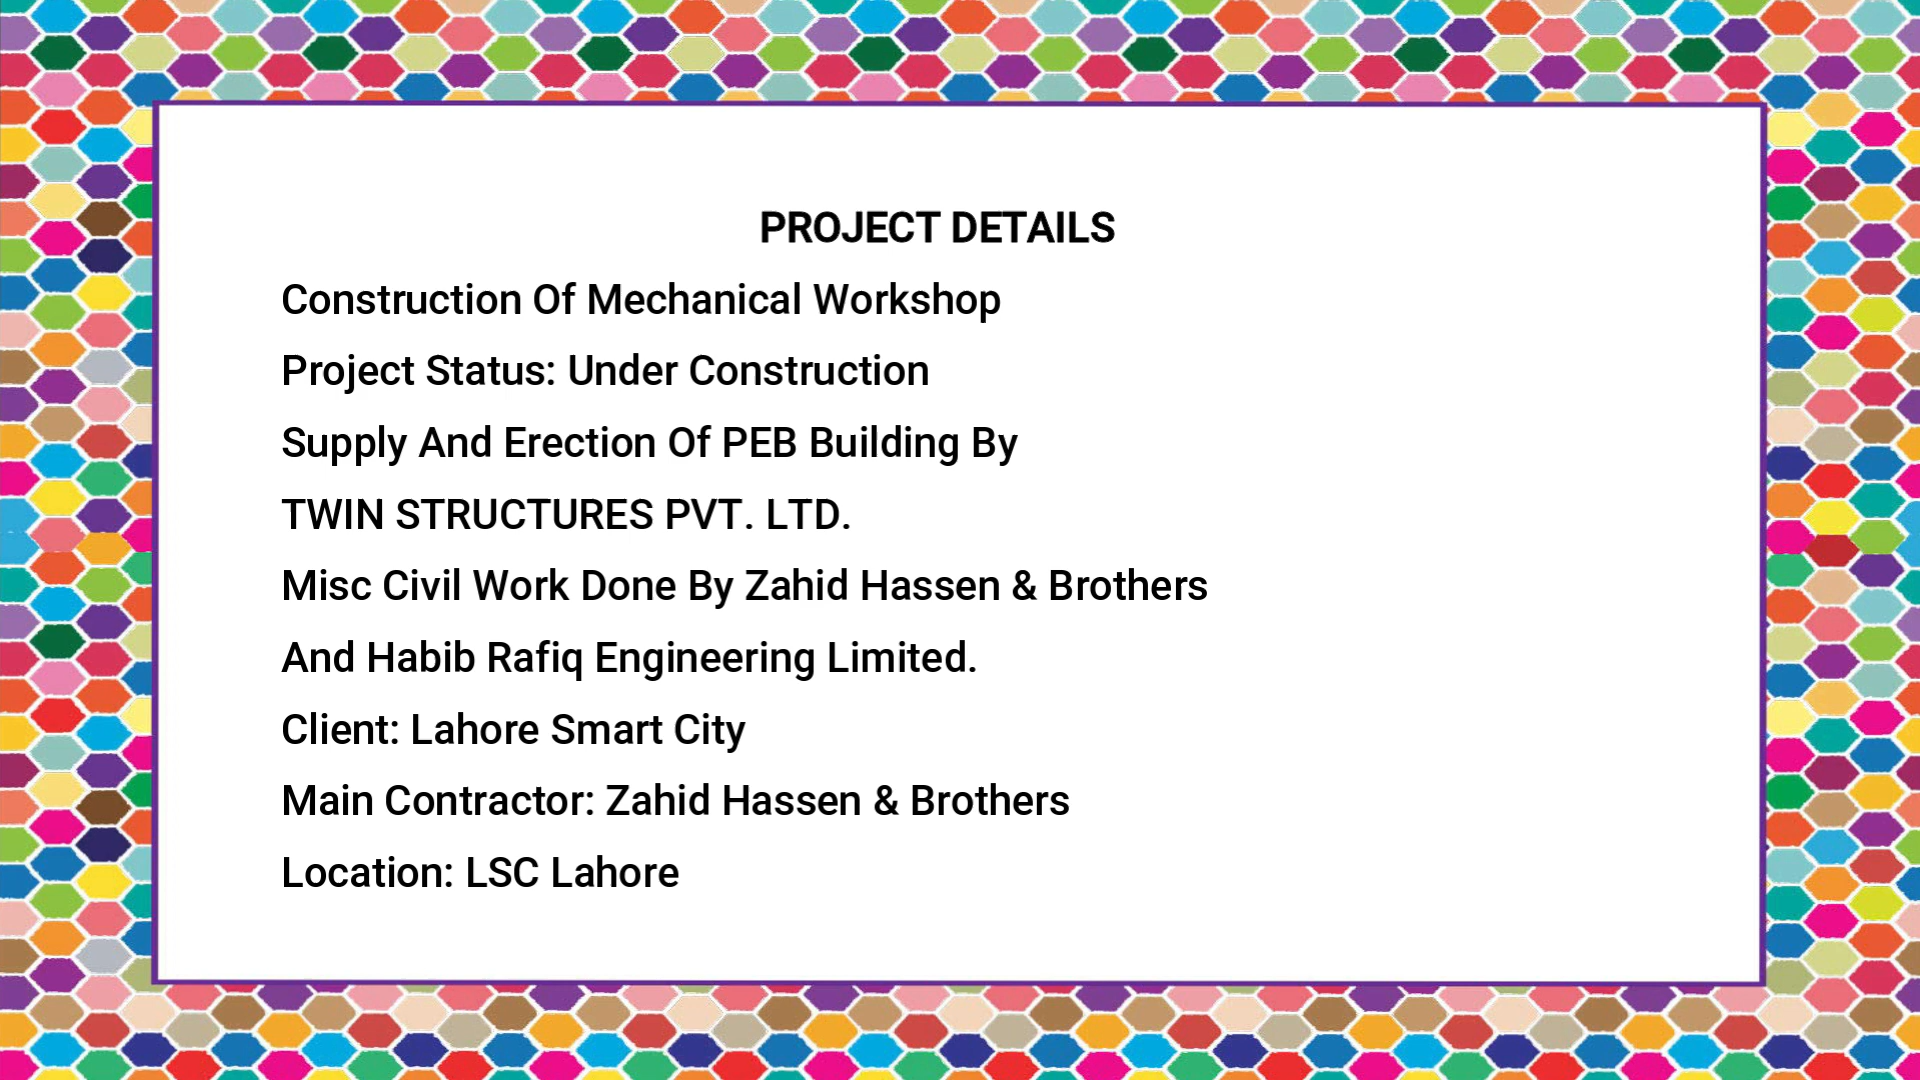 PROJECT DETAILS
Construction Of Mechanical Workshop
Project Status: Under Construction
Supply And Erection Of PEB Building By
TWIN STRUCTURES PVT. LTD.
Misc Civil Work Done By Zahid Hassen & Brothers
And Habib Rafiq Engineering Limited.
Client: Lahore Smart City
Main Contractor: Zahid Hassen & Brothers
Location: LSC Lahore